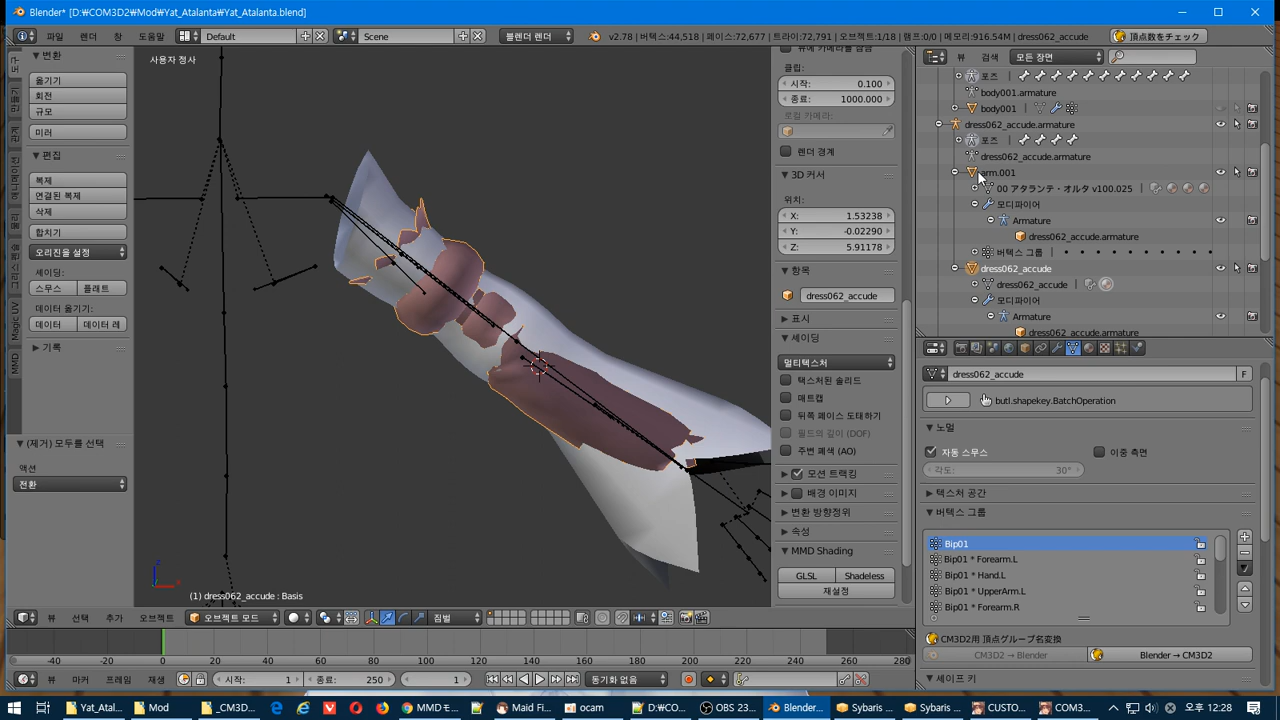 Blender* [D:₩COM3D2₩Mod₩Yat_Atalanta₩Yat_Atalanta.blend]
파일 렌더 창 도움말 Default Scene 블렌더 렌더 v2.78 | 버텍스:44,518 | 페이스:72,677 | 트라이:72,791 | 오브젝트:1/18 | 램프:0/0 | 메모리:916.54M | dress062_accude 頂点数をチェック
변환
옮기기
회전
규모
미러
편집
복제
연결된 복제
삭제
합치기
오리진을 설정
셰이딩:
스무스 플래트
데이터 옮기기:
데이터 데이터 레
기록
Magic UV
MMD
(제거) 모두를 선택
액션
전환
사용자 정사
(1) dress062_accude : Basis
클립:
시작: 0.100
종료: 1000.000
로컬 카메라:
렌더 경계
3D 커서
위치:
X: 1.53238
Y: -0.02290
Z: 5.91178
항목
dress062_accude
표시
셰이딩
멀티텍스처
텍스처된 솔리드
매트캡
뒤쪽 페이스 도태하기
필드의 깊이 (DOF)
주변 폐색 (AO)
모션 트랙킹
배경 이미지
변환 방향정위
속성
MMD Shading
GLSL Shadeless
재설정
뷰 검색 모든 장면
포즈
body001.armature
body001
dress062_accude.armature
포즈
dress062_accude.armature
arm.001
00 アタランテ・オルタ v100.025
모디파이어
Armature
dress062_accude.armature
버텍스 그룹
dress062_accude
dress062_accude
모디파이어
Armature
dress062_accude.armature
dress062_accude F
butl.shapekey.BatchOperation
노멀
자동 스무스 이중 측면
각도: 30°
텍스처 공간
버텍스 그룹
Bip01
Bip01 * Forearm.L
Bip01 * Hand.L
Bip01 * UpperArm.L
Bip01 * Forearm.R
CM3D2用 頂点グループ名変換
CM3D2 → Blender Blender → CM3D2
셰이프 키
뷰 선택 추가 오브젝트 오브젝트 모드 짐벌
-40 -20 0 20 40 60 80 100 120 140 160 180 200 220 240 260 280
뷰 마커 프레임 재생 시작: 1 종료: 250 1 동기화 없음
Yat_Atal... Mod _CM3D... MMDモ... Maid Fi... ocam D:₩CO... OBS 23... Blender... Sybaris ... Sybaris ... CUSTO... COM3... 오후 12:28